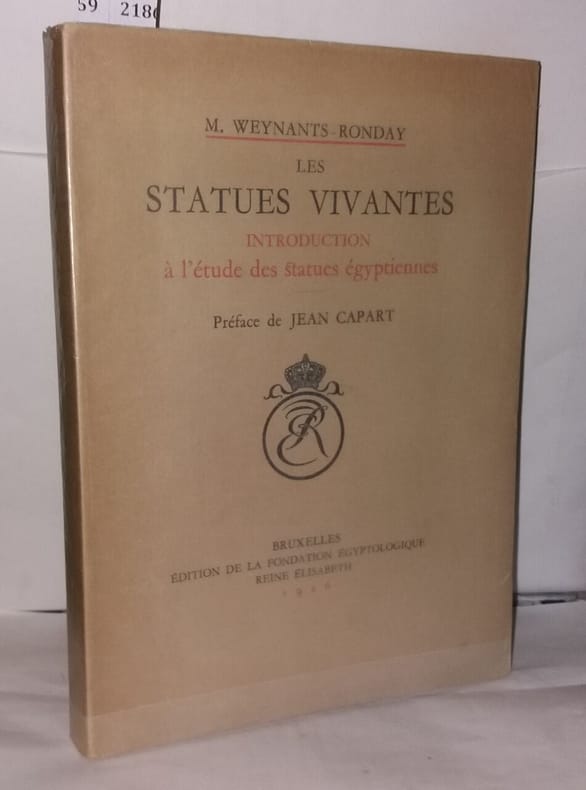 59 218
M. WEYNANTS-RONDAY
LES
STATUES VIVANTES
INTRODUCTION
à l'étude des statues égyptiennes
Préface de JEAN CAPART
BRUXELLES
ÉDITION DE LA FONDATION ÉGYPTOLOGIQUE
REINE ÉLISABETH
1926